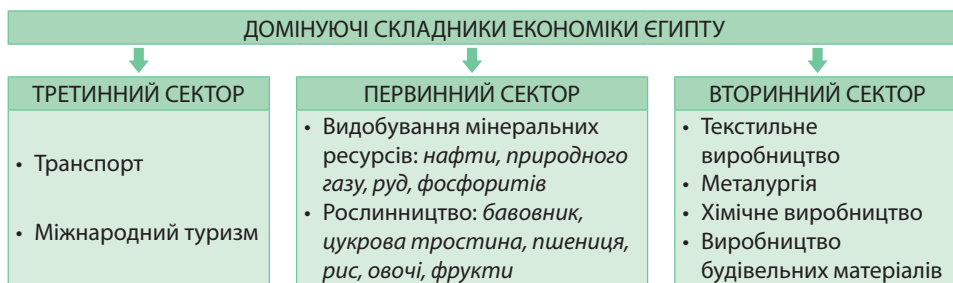 ДОМІНУЮЧІ СКЛАДНИКИ ЕКОНОМІКИ ЄГИПТУ
ТРЕТИННИЙ СЕКТОР
• Транспорт
• Міжнародний туризм
ПЕРВИННИЙ СЕКТОР
• Видобування мінеральних
ресурсів: нафти, природного
газу, руд, фосфоритів
• Рослинництво: бавовник,
цукрова тростина, пшениця,
рис, овочі, фрукти
ВТОРИННИЙ СЕКТОР
• Текстильне
виробництво
• Металургія
• Хімічне виробництво
• Виробництво
будівельних матеріалів